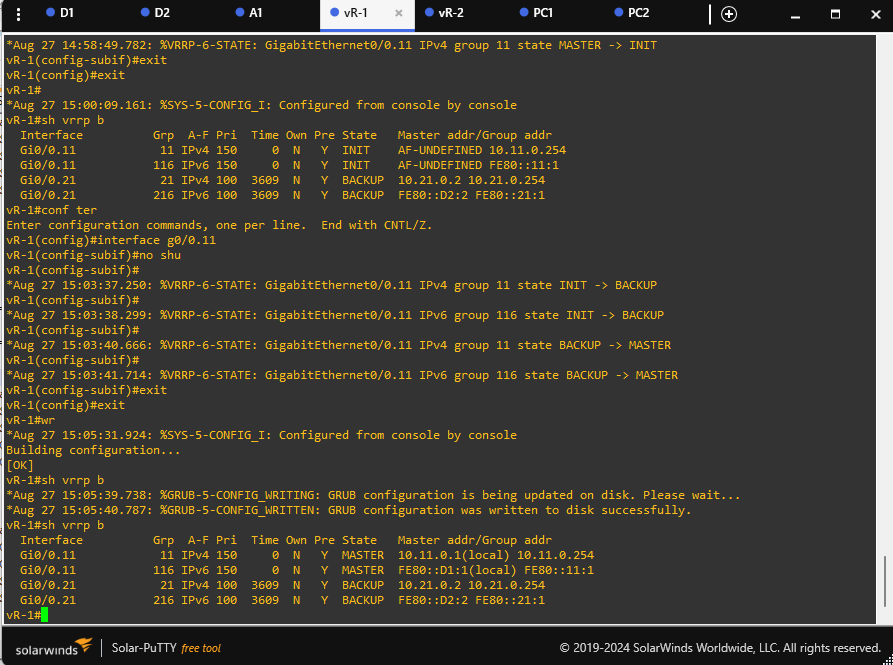 D1 D2 A1 vR-1 vR-2 PC1 PC2
*Aug 27 14:58:49.782: %VRRP-6-STATE: GigabitEthernet0/0.11 IPv4 group 11 state MASTER -> INIT
vR-1(config-subif)#exit
vR-1(config)#exit
vR-1#
*Aug 27 15:00:09.161: %SYS-5-CONFIG_I: Configured from console by console
vR-1#sh vrrp b
  Interface          Grp  A-F Pri  Time Own Pre State   Master addr/Group addr
  Gi0/0.11            11 IPv4 150     0  N   Y  INIT    AF-UNDEFINED 10.11.0.254
  Gi0/0.11           116 IPv6 150     0  N   Y  INIT    AF-UNDEFINED FE80::11:1
  Gi0/0.21            21 IPv4 100  3609  N   Y  BACKUP  10.21.0.2 10.21.0.254
  Gi0/0.21           216 IPv6 100  3609  N   Y  BACKUP  FE80::D2:2 FE80::21:1
vR-1#conf ter
Enter configuration commands, one per line.  End with CNTL/Z.
vR-1(config)#interface g0/0.11
vR-1(config-subif)#no shu
vR-1(config-subif)#
*Aug 27 15:03:37.250: %VRRP-6-STATE: GigabitEthernet0/0.11 IPv4 group 11 state INIT -> BACKUP
vR-1(config-subif)#
*Aug 27 15:03:38.299: %VRRP-6-STATE: GigabitEthernet0/0.11 IPv6 group 116 state INIT -> BACKUP
vR-1(config-subif)#
*Aug 27 15:03:40.666: %VRRP-6-STATE: GigabitEthernet0/0.11 IPv4 group 11 state BACKUP -> MASTER
vR-1(config-subif)#
*Aug 27 15:03:41.714: %VRRP-6-STATE: GigabitEthernet0/0.11 IPv6 group 116 state BACKUP -> MASTER
vR-1(config-subif)#exit
vR-1(config)#exit
vR-1#wr
*Aug 27 15:05:31.924: %SYS-5-CONFIG_I: Configured from console by console
Building configuration...
[OK]
vR-1#sh vrrp b
*Aug 27 15:05:39.738: %GRUB-5-CONFIG_WRITING: GRUB configuration is being updated on disk. Please wait...
*Aug 27 15:05:40.787: %GRUB-5-CONFIG_WRITTEN: GRUB configuration was written to disk successfully.
vR-1#sh vrrp b
  Interface          Grp  A-F Pri  Time Own Pre State   Master addr/Group addr
  Gi0/0.11            11 IPv4 150     0  N   Y  MASTER  10.11.0.1(local) 10.11.0.254
  Gi0/0.11           116 IPv6 150     0  N   Y  MASTER  FE80::D1:1(local) FE80::11:1
  Gi0/0.21            21 IPv4 100  3609  N   Y  BACKUP  10.21.0.2 10.21.0.254
  Gi0/0.21           216 IPv6 100  3609  N   Y  BACKUP  FE80::D2:2 FE80::21:1
vR-1#
solarwinds Solar-PuTTY free tool © 2019-2024 SolarWinds Worldwide, LLC. All rights reserved.